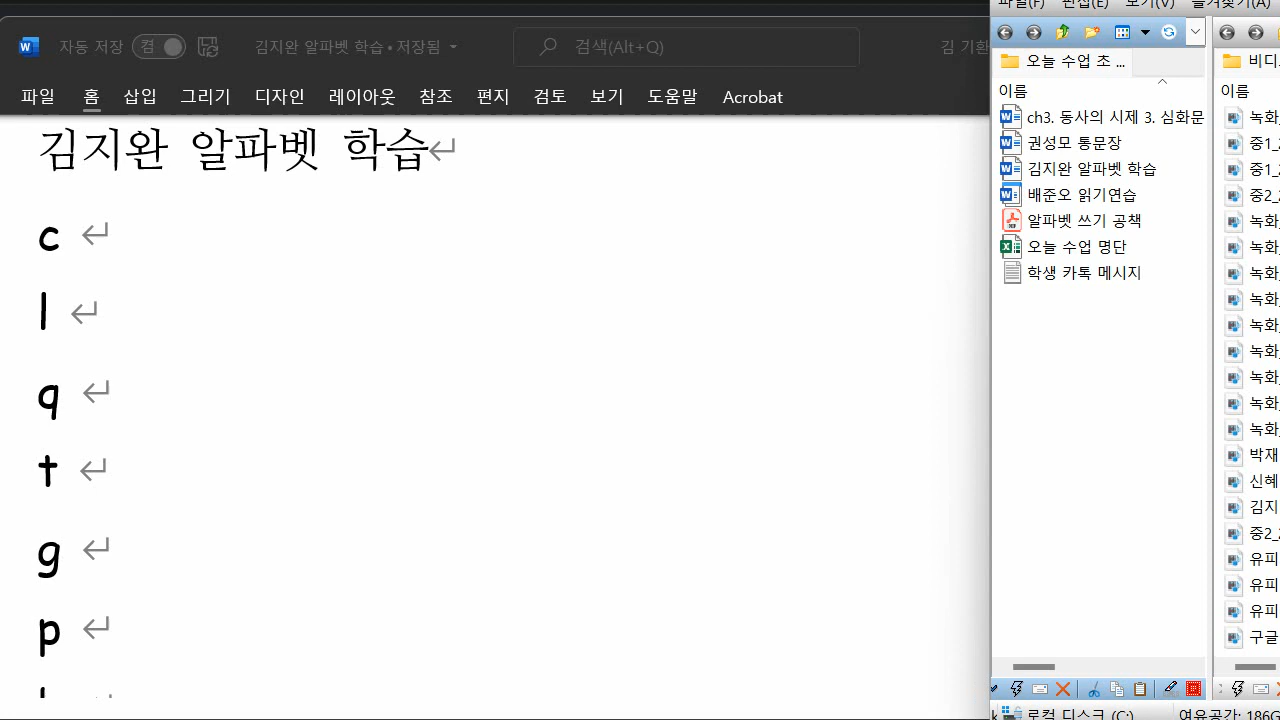 자동 저장 컴 김지완 알파벳 학습 • 저장됨 검색(Alt+Q) 김 기환
파일 홈 삽입 그리기 디자인 레이아웃 참조 편지 검토 보기 도움말 Acrobat
김지완 알파벳 학습
c
l
q
t
g
p
파일(F) 편집(E) 보기(V) 즐겨찾기(A)
오늘 수업 초 ...
이름
ch3. 동사의 시제 3. 심화문
권성모 통문장
김지완 알파벳 학습
배준오 읽기연습
알파벳 쓰기 공책
오늘 수업 명단
학생 카톡 메시지
로컬 디스크 (C:) 여유공간: 186G
비디
이름
녹화
중1_
중1_
중2_
녹화
녹화
녹화
녹화
녹화
녹화
녹화
녹화
녹화
박재
신혜
김지
중2_
유피
유피
유피
구글